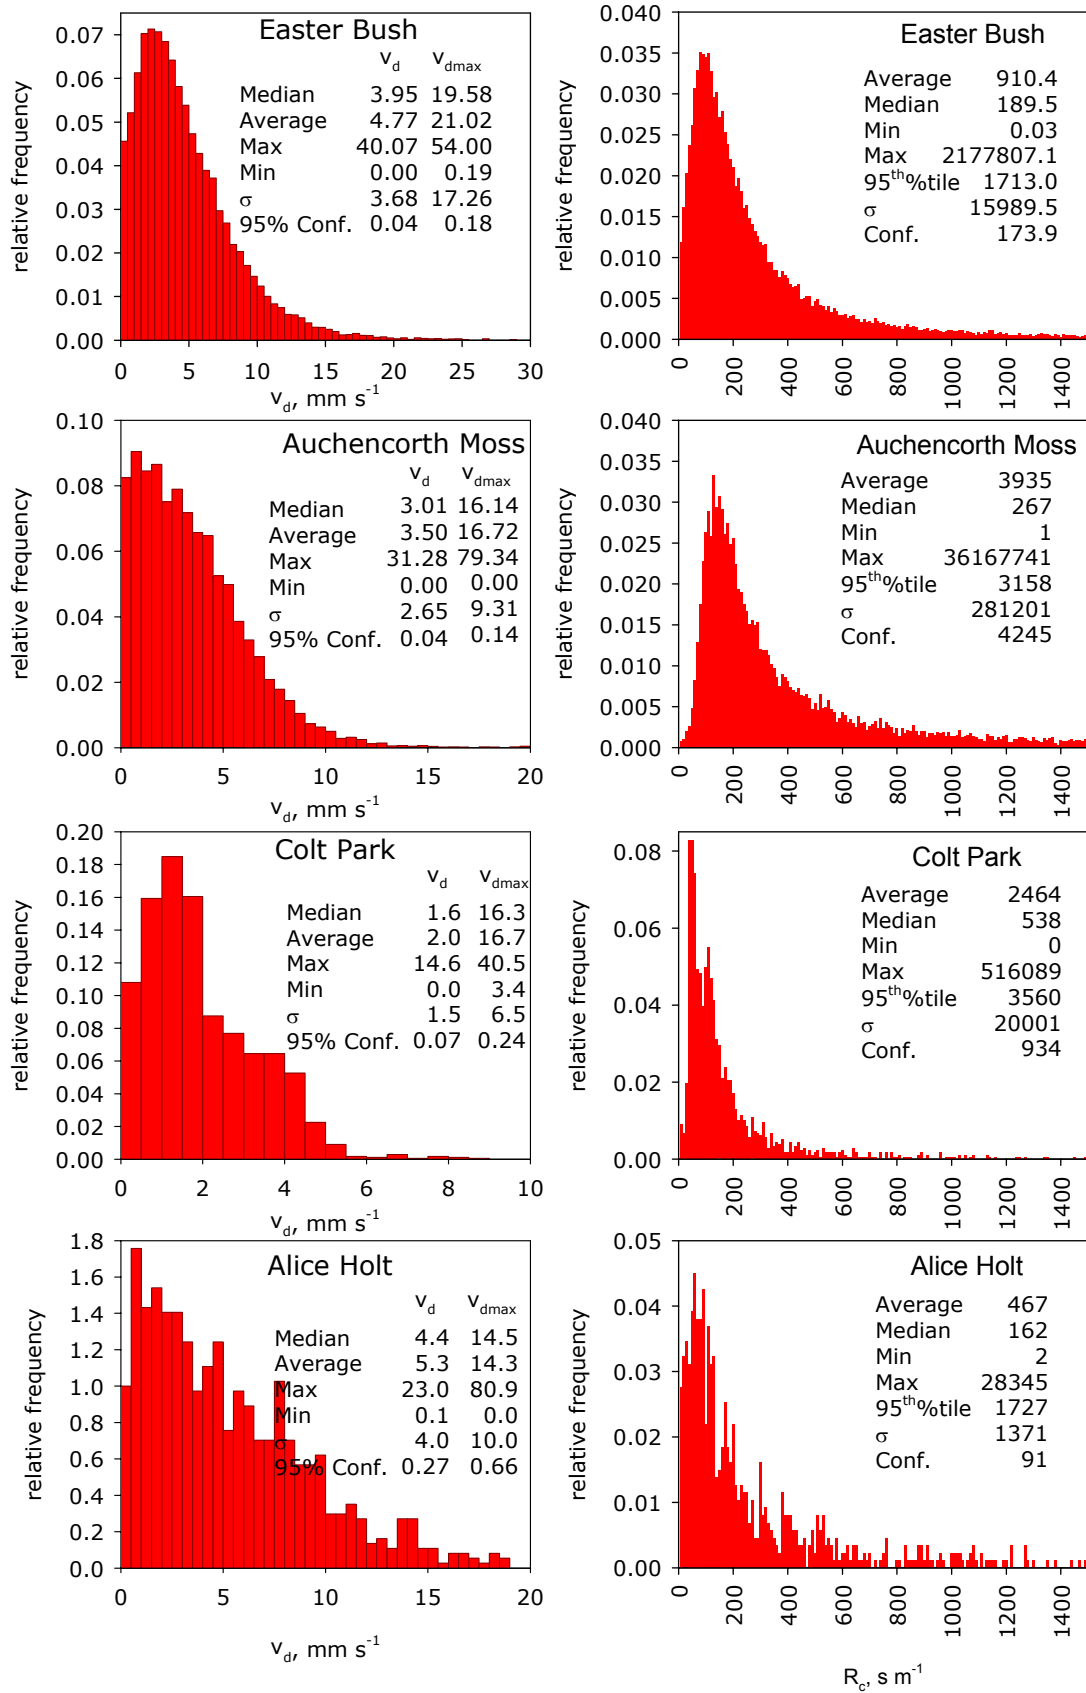 Easter Bush
v_d v_dmax
Median 3.95 19.58
Average 4.77 21.02
Max 40.07 54.00
Min 0.00 0.19
σ 3.68 17.26
95% Conf. 0.04 0.18
relative frequency
0.07
0.06
0.05
0.04
0.03
0.02
0.01
0.00
0 5 10 15 20 25 30
v_d, mm s⁻¹
Easter Bush
Average 910.4
Median 189.5
Min 0.03
Max 2177807.1
95th%tile 1713.0
σ 15989.5
Conf. 173.9
relative frequency
0.040
0.035
0.030
0.025
0.020
0.015
0.010
0.005
0.000
0 200 400 600 800 1000 1200 1400
Auchencorth Moss
v_d v_dmax
Median 3.01 16.14
Average 3.50 16.72
Max 31.28 79.34
Min 0.00 0.00
σ 2.65 9.31
95% Conf. 0.04 0.14
relative frequency
0.10
0.08
0.06
0.04
0.02
0.00
0 5 10 15 20
v_d, mm s⁻¹
Auchencorth Moss
Average 3935
Median 267
Min 1
Max 36167741
95th%tile 3158
σ 281201
Conf. 4245
relative frequency
0.040
0.030
0.020
0.010
0.000
0 200 400 600 800 1000 1200 1400
Colt Park
v_d v_dmax
Median 1.6 16.3
Average 2.0 16.7
Max 14.6 40.5
Min 0.0 3.4
σ 1.5 6.5
95% Conf. 0.07 0.24
relative frequency
0.20
0.18
0.16
0.14
0.12
0.10
0.08
0.06
0.04
0.02
0.00
0 2 4 6 8 10
v_d, mm s⁻¹
Colt Park
Average 2464
Median 538
Min 0
Max 516089
95th%tile 3560
σ 20001
Conf. 934
relative frequency
0.08
0.06
0.04
0.02
0.00
0 200 400 600 800 1000 1200 1400
Alice Holt
v_d v_dmax
Median 4.4 14.5
Average 5.3 14.3
Max 23.0 80.9
Min 0.1 0.0
σ 4.0 10.0
95% Conf. 0.27 0.66
relative frequency
1.8
1.6
1.4
1.2
1.0
0.8
0.6
0.4
0.2
0.0
0 5 10 15 20
v_d, mm s⁻¹
Alice Holt
Average 467
Median 162
Min 2
Max 28345
95th%tile 1727
σ 1371
Conf. 91
relative frequency
0.05
0.04
0.03
0.02
0.01
0.00
0 200 400 600 800 1000 1200 1400
R_c, s m⁻¹